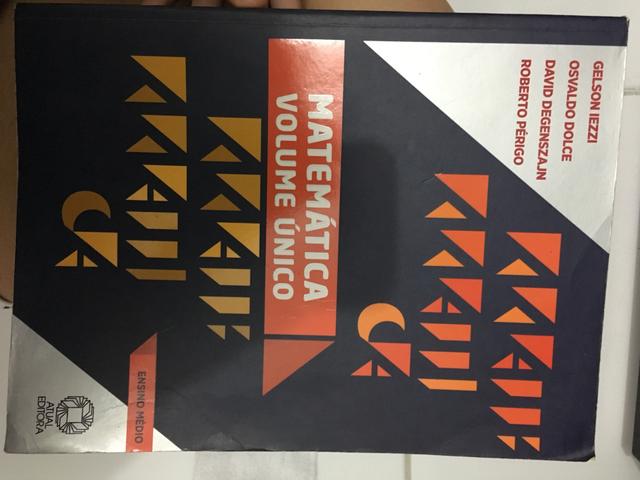 GELSON IEZZI
OSVALDO DOLCE
DAVID DEGENSZAJN
ROBERTO PÉRIGO
MATEMÁTICA
VOLUME ÚNICO
ENSINO MÉDIO
ATUAL
EDITORA